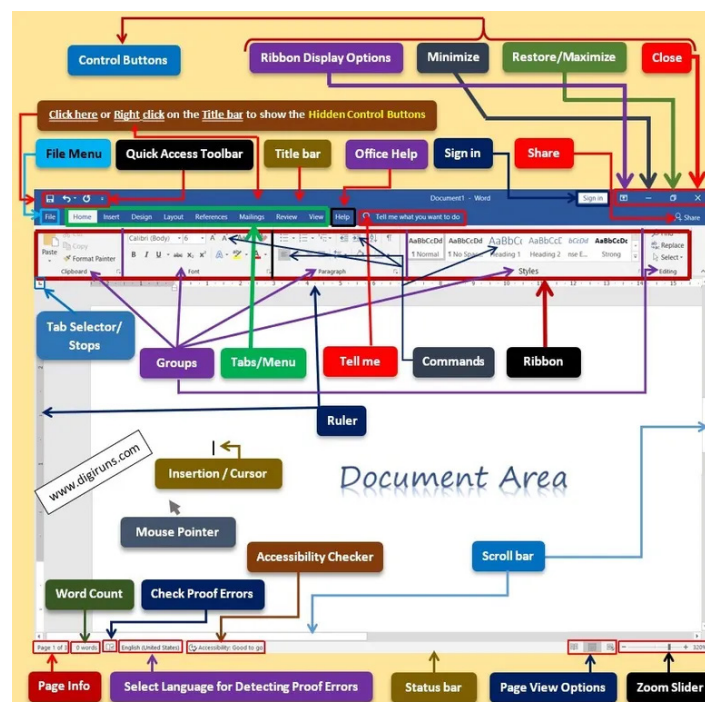 Control Buttons
Ribbon Display Options
Minimize
Restore/Maximize
Close
Click here or Right click on the Title bar to show the Hidden Control Buttons
File Menu
Quick Access Toolbar
Title bar
Office Help
Sign in
Share
Document1 - Word
Sign in
File
Home
Insert
Design
Layout
References
Mailings
Review
View
Help
Tell me what you want to do
Share
Paste
Copy
Format Painter
Clipboard
Calibri (Body)
B I U abc X₂ X²
Font
Paragraph
AaBbCcDd
¶ Normal
AaBbCcDd
AaBbCc
Heading 1
AaBbCcC
Heading 2
bCcDd
AaBbCcDc
Strong
Styles
Replace
Select
Editing
Tab Selector/
Stops
Groups
Tabs/Menu
Tell me
Commands
Ribbon
Ruler
www.digiruns.com
Insertion / Cursor
Document Area
Mouse Pointer
Accessibility Checker
Scroll bar
Word Count
Check Proof Errors
Page 1 of
0 words
English (United States)
Accessibility: Good to go
320%
Page Info
Select Language for Detecting Proof Errors
Status bar
Page View Options
Zoom Slider